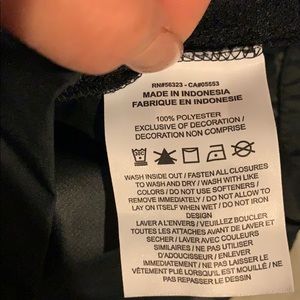 RN#56323 - CA#05553
MADE IN INDONESIA
FABRIQUE EN INDONESIE
100% POLYESTER
EXCLUSIVE OF DECORATION /
DECORATION NON COMPRISE
WASH INSIDE OUT / FASTEN ALL CLOSURES
TO WASH AND DRY / WASH WITH LIKE
COLORS / DO NOT USE SOFTENERS /
REMOVE IMMEDIATELY / DO NOT ALLOW TO
LAY ON ITSELF WHEN WET / DO NOT IRON
DESIGN
LAVER A L'ENVERS / VEUILLEZ BOUCLER
TOUTES LES ATTACHES AVANT LAVER ET
SECHER / LAVER AVEC COULEURS
SIMILAIRES / NE PAS UTILIZER
D'ADOUCISEUR / ENLEVER
IMMEDIATEMENT / NE PAS LAISSER LE
VÊTEMENT PLIÉ LORSQU'IL EST MOUILLÉ / NE
PAS REPASSER LE DESSIN